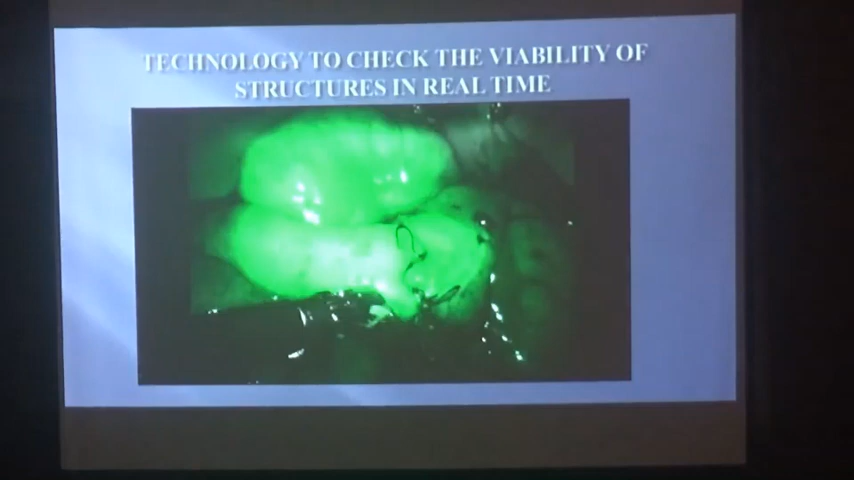 TECHNOLOGY TO CHECK THE VIABILITY OF
STRUCTURES IN REAL TIME